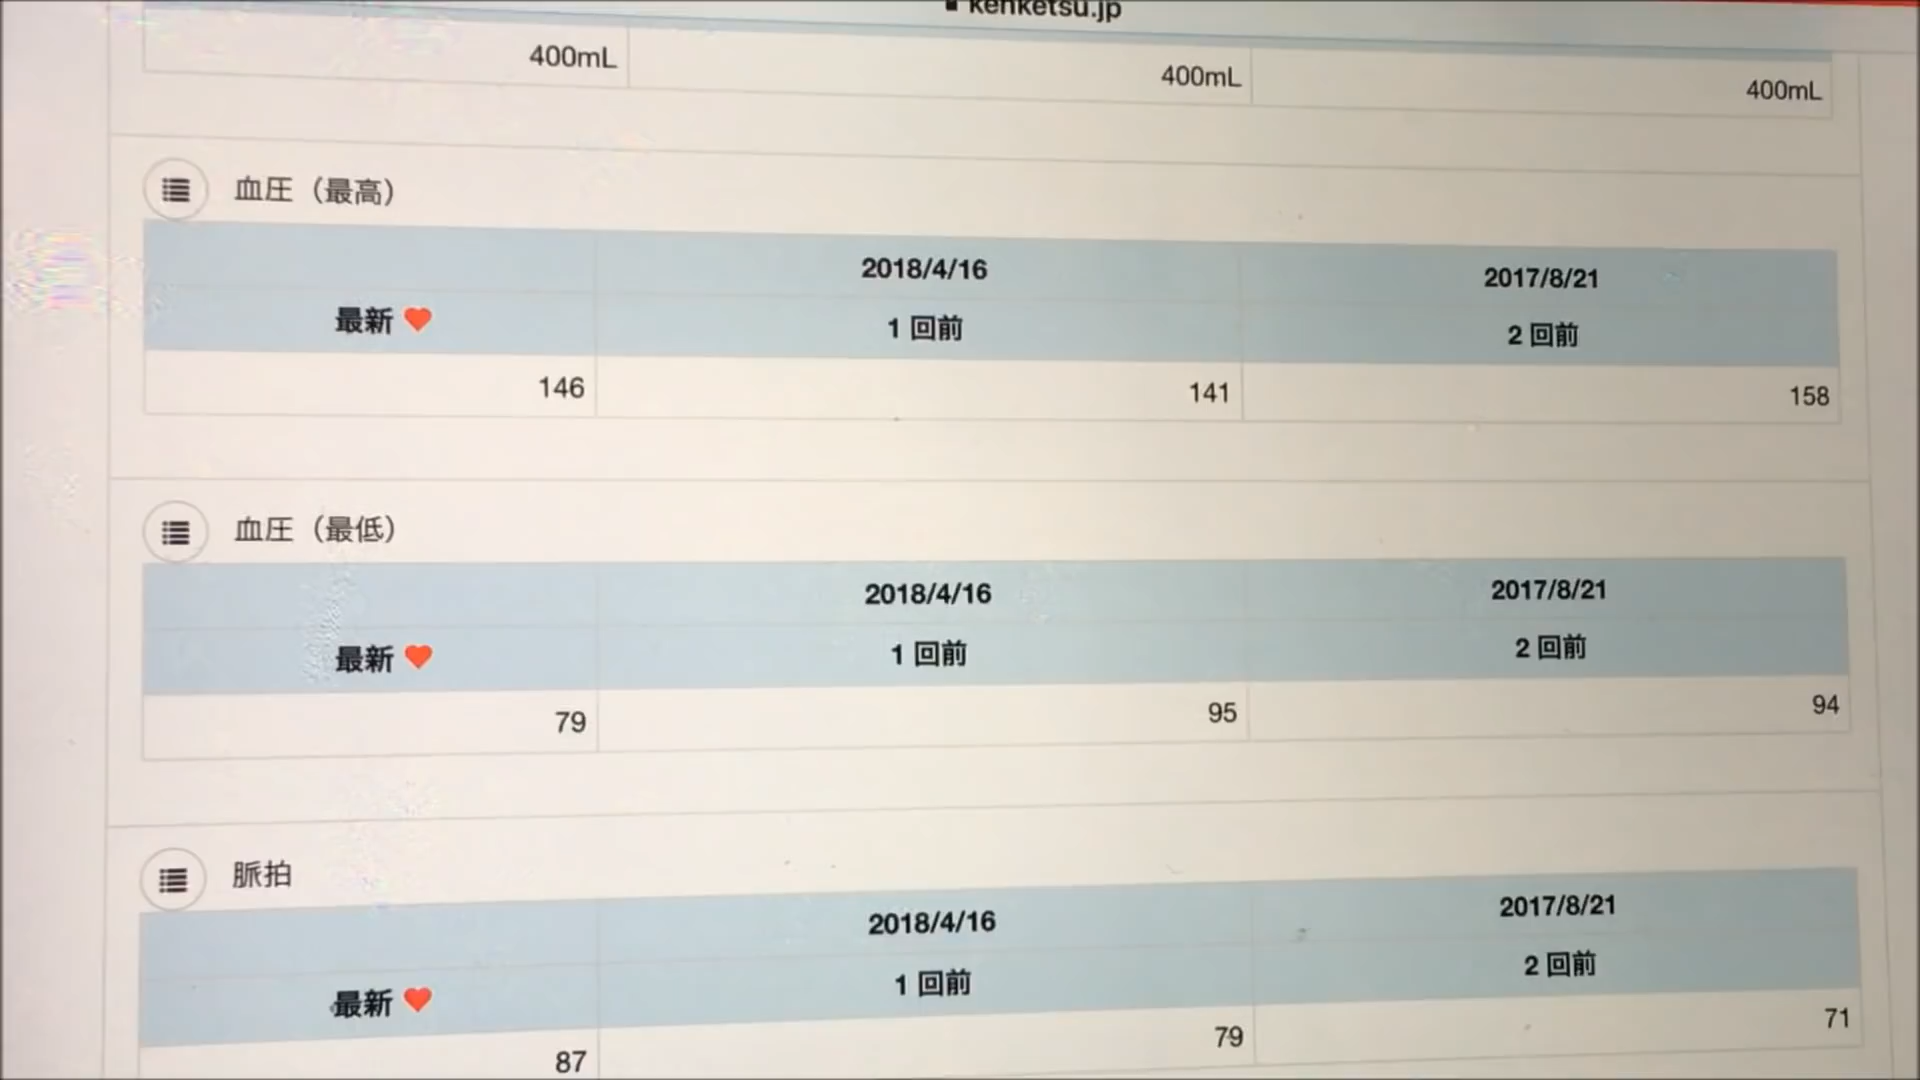 kenketsu.jp
400mL 400mL 400mL
血圧（最高）
2018/4/16 2017/8/21
最新 1 回前 2 回前
146 141 158
血圧（最低）
2018/4/16 2017/8/21
最新 1 回前 2 回前
79 95 94
脈拍
2018/4/16 2017/8/21
最新 1 回前 2 回前
87 79 71